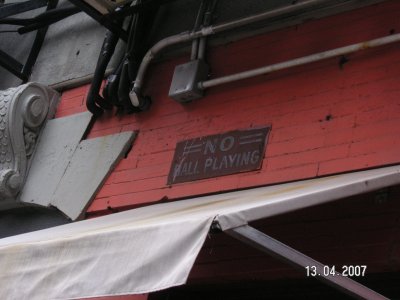 =NO=
BALL PLAYING
13.04.2007